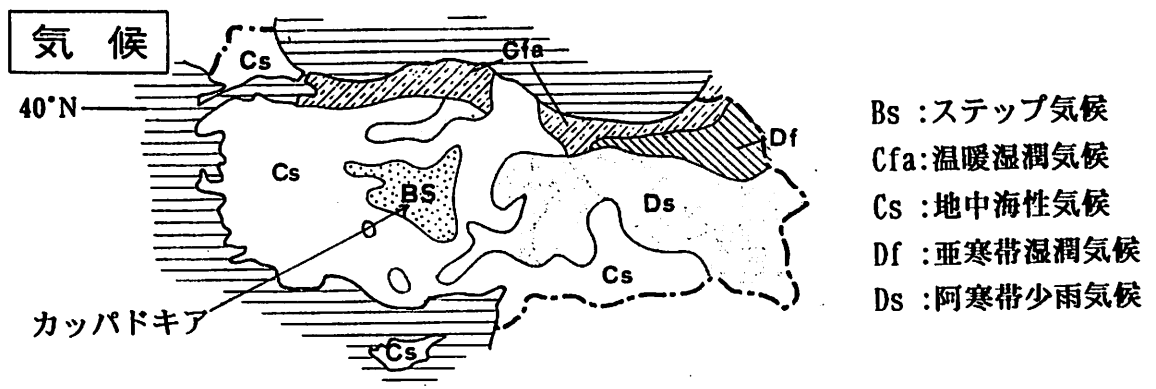 気候
Cs
Cfa
40°N
Df
Cs
BS
Ds
Cs
カッパドキア
Cs
Bs :ステップ気候
Cfa:温暖湿潤気候
Cs :地中海性気候
Df :亜寒帯湿潤気候
Ds :阿寒帯少雨気候